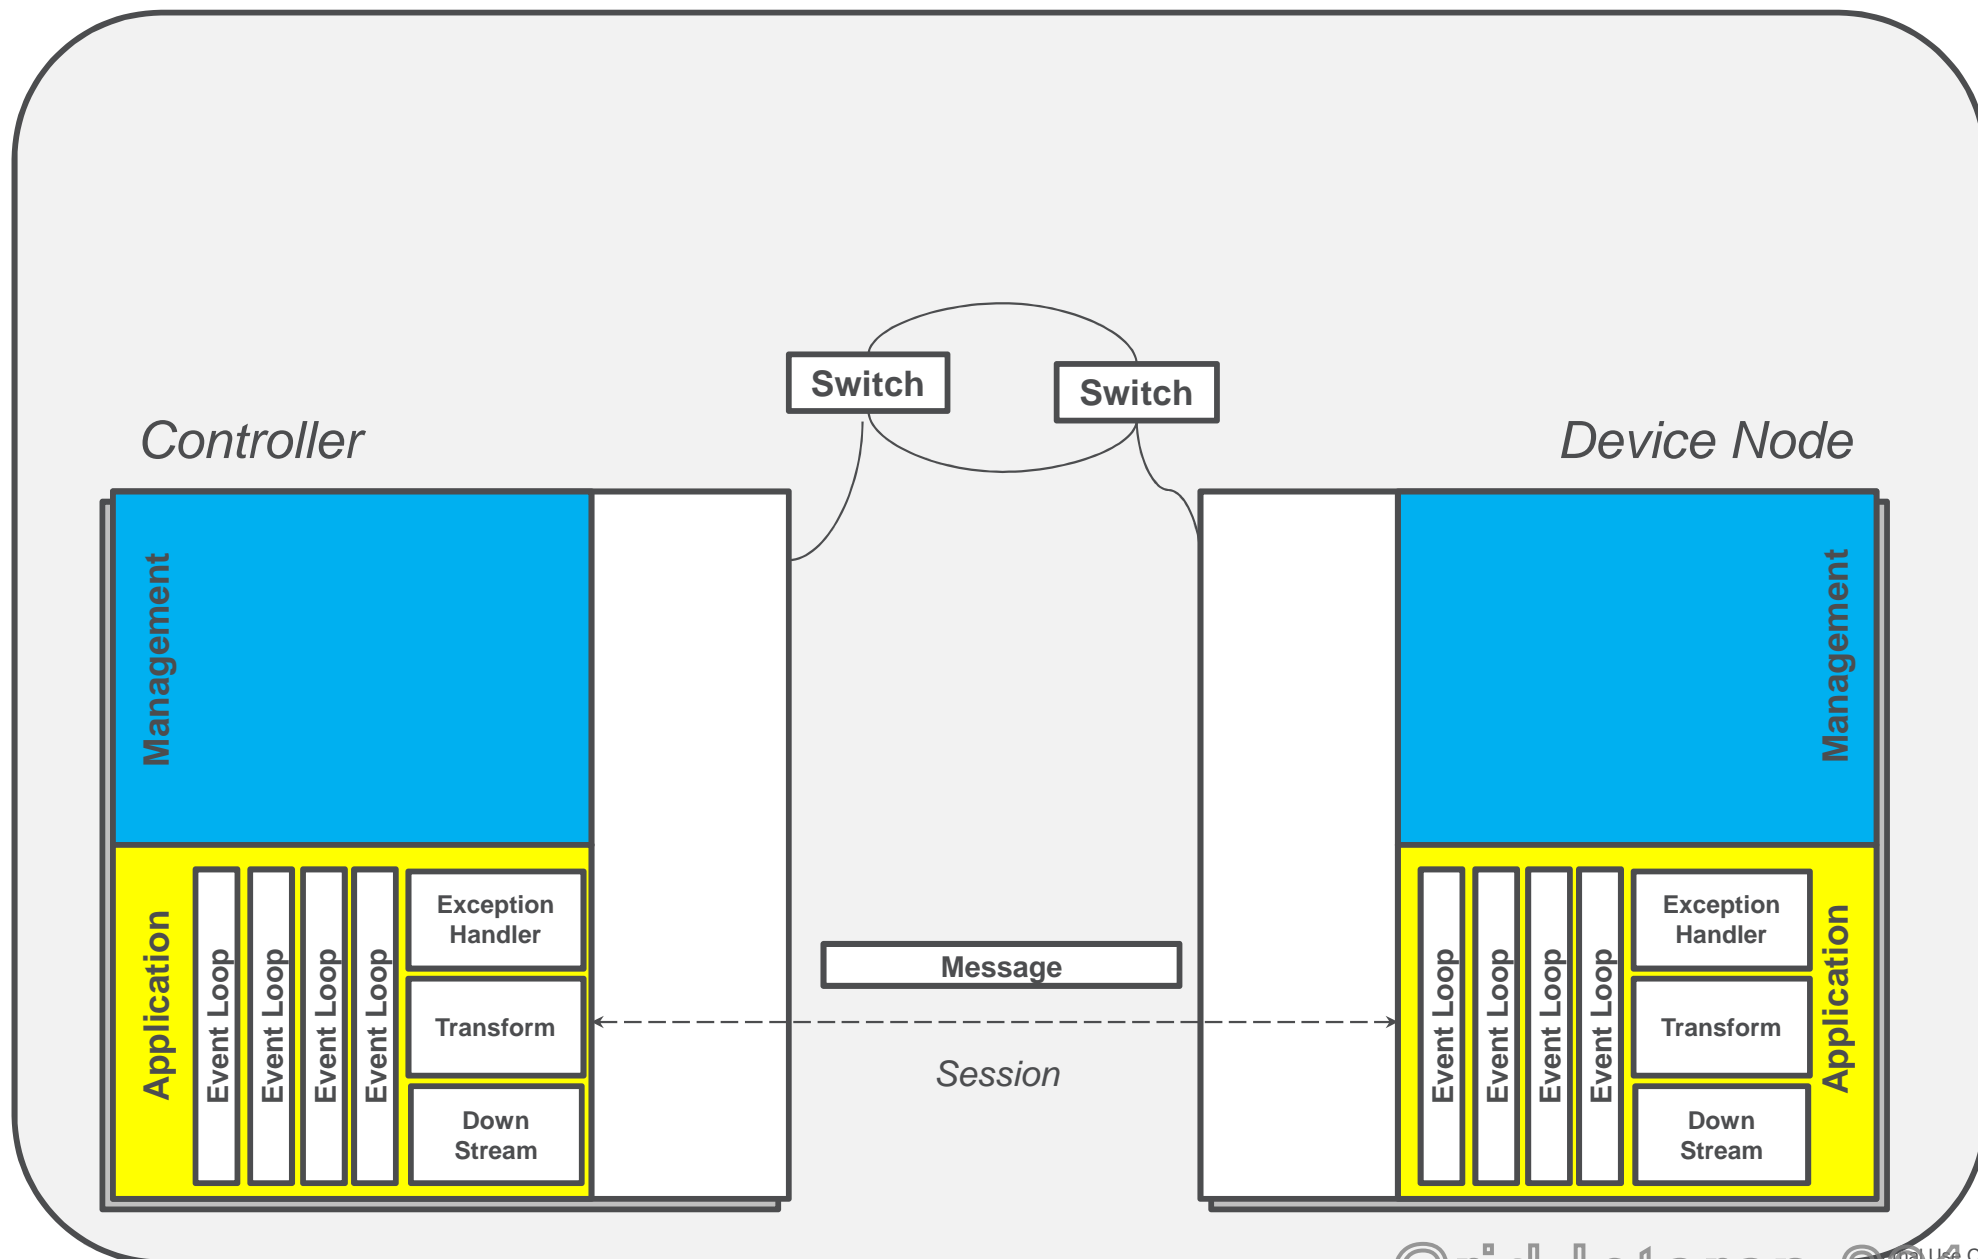 Switch
Switch
Controller
Device Node
Management
Management
Application
Event Loop
Event Loop
Event Loop
Event Loop
Exception
Handler
Transform
Down
Stream
Message
Session
Event Loop
Event Loop
Event Loop
Event Loop
Exception
Handler
Transform
Down
Stream
Application